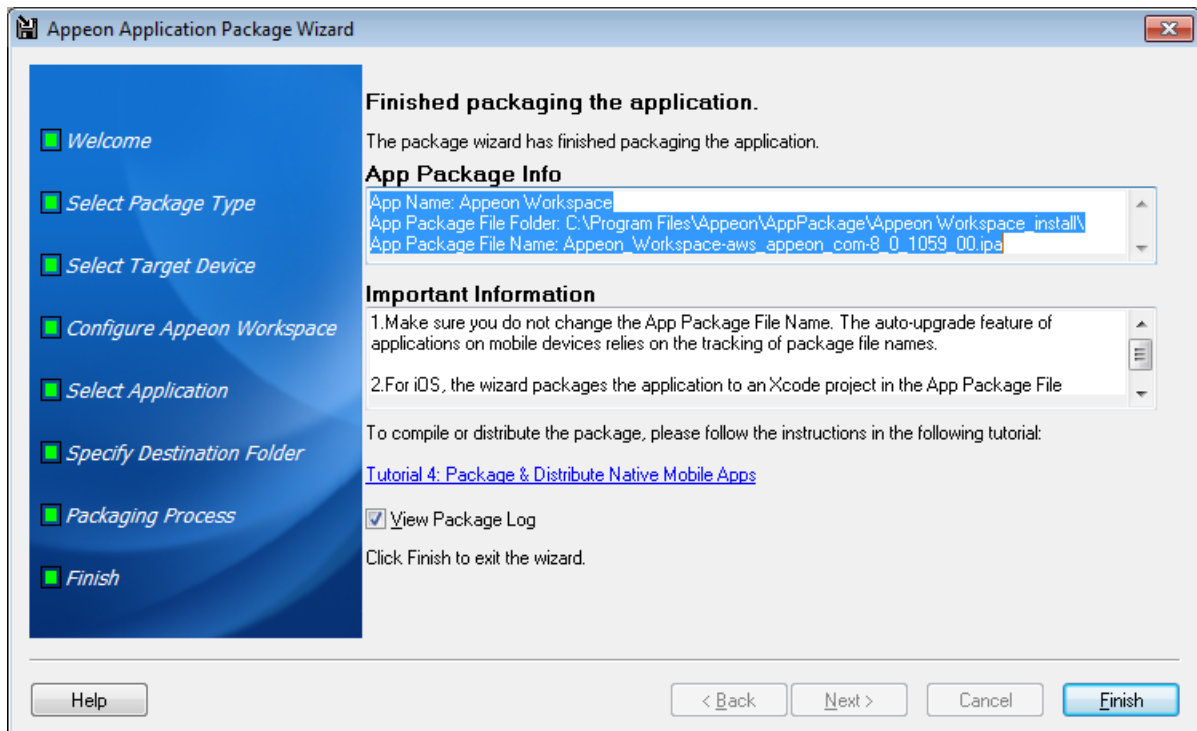 Appeon Application Package Wizard
Welcome
Select Package Type
Select Target Device
Configure Appeon Workspace
Select Application
Specify Destination Folder
Packaging Process
Finish
Finished packaging the application.
The package wizard has finished packaging the application.
App Package Info
App Name: Appeon Workspace
App Package File Folder: C:\Program Files\Appeon\AppPackage\Appeon Workspace_install\
App Package File Name: Appeon_Workspace-aws_appeon_com-8_0_1059_00.ipa
Important Information
1.Make sure you do not change the App Package File Name. The auto-upgrade feature of
applications on mobile devices relies on the tracking of package file names.
2.For iOS, the wizard packages the application to an Xcode project in the App Package File
To compile or distribute the package, please follow the instructions in the following tutorial:
Tutorial 4: Package & Distribute Native Mobile Apps
View Package Log
Click Finish to exit the wizard.
Help
< Back
Next >
Cancel
Finish